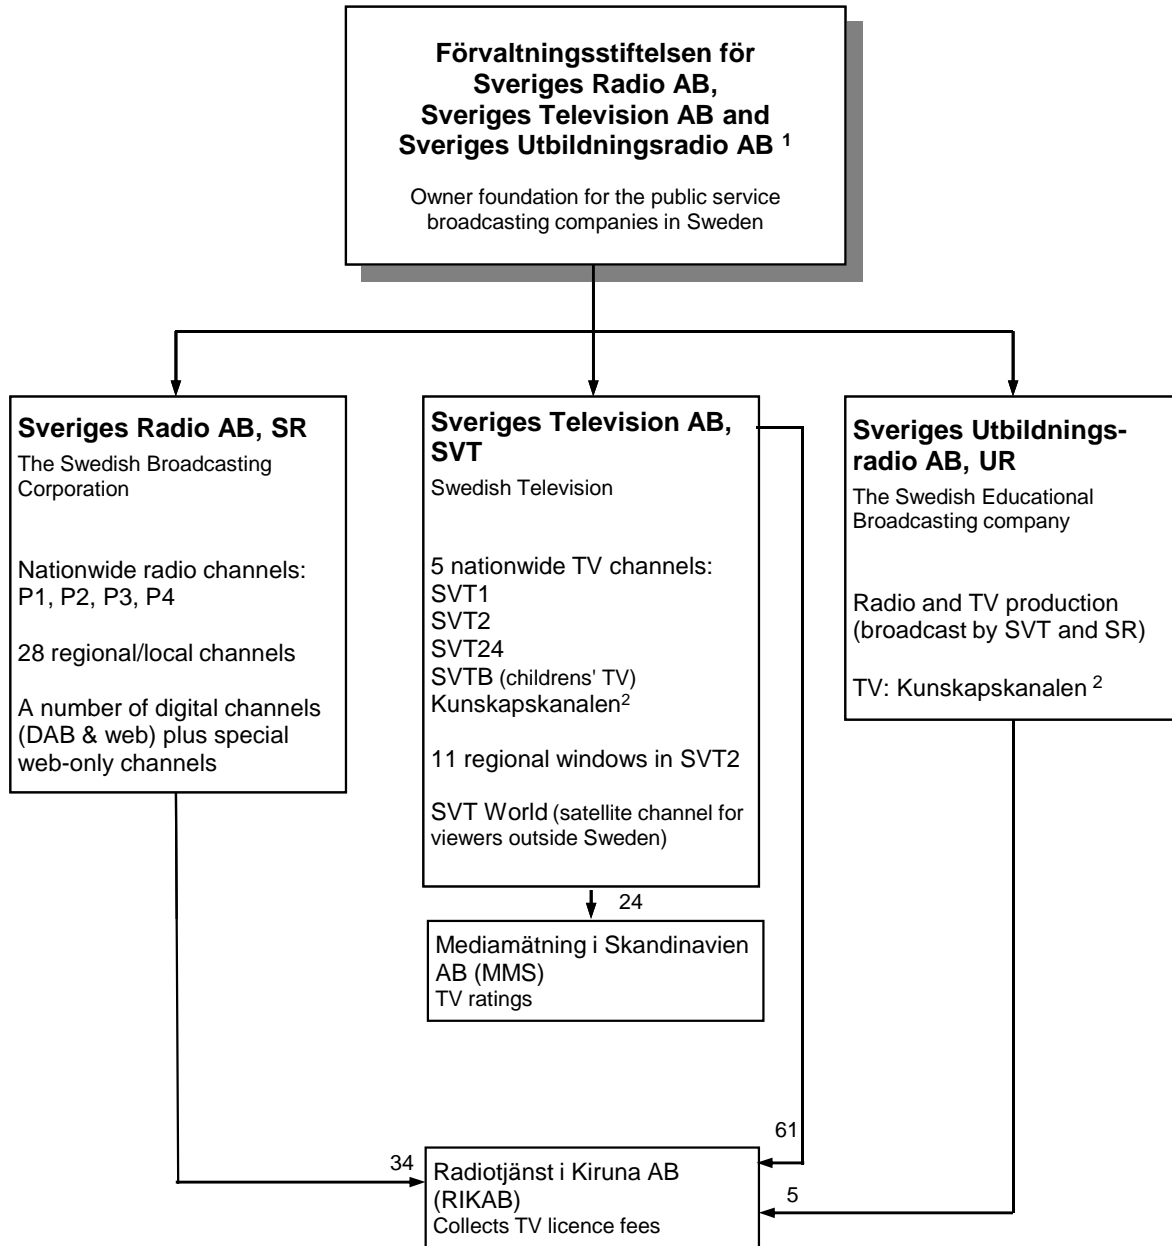 Förvaltningsstiftelsen för
Sveriges Radio AB,
Sveriges Television AB and
Sveriges Utbildningsradio AB ¹
Owner foundation for the public service
broadcasting companies in Sweden
Sveriges Radio AB, SR
The Swedish Broadcasting
Corporation
Nationwide radio channels:
P1, P2, P3, P4
28 regional/local channels
A number of digital channels
(DAB & web) plus special
web-only channels
Sveriges Television AB,
SVT
Swedish Television
5 nationwide TV channels:
SVT1
SVT2
SVT24
SVTB (childrens' TV)
Kunskapskanalen²
11 regional windows in SVT2
SVT World (satellite channel for
viewers outside Sweden)
Sveriges Utbildnings-
radio AB, UR
The Swedish Educational
Broadcasting company
Radio and TV production
(broadcast by SVT and SR)
TV: Kunskapskanalen ²
24
Mediamätning i Skandinavien
AB (MMS)
TV ratings
61
34
5
Radiotjänst i Kiruna AB
(RIKAB)
Collects TV licence fees